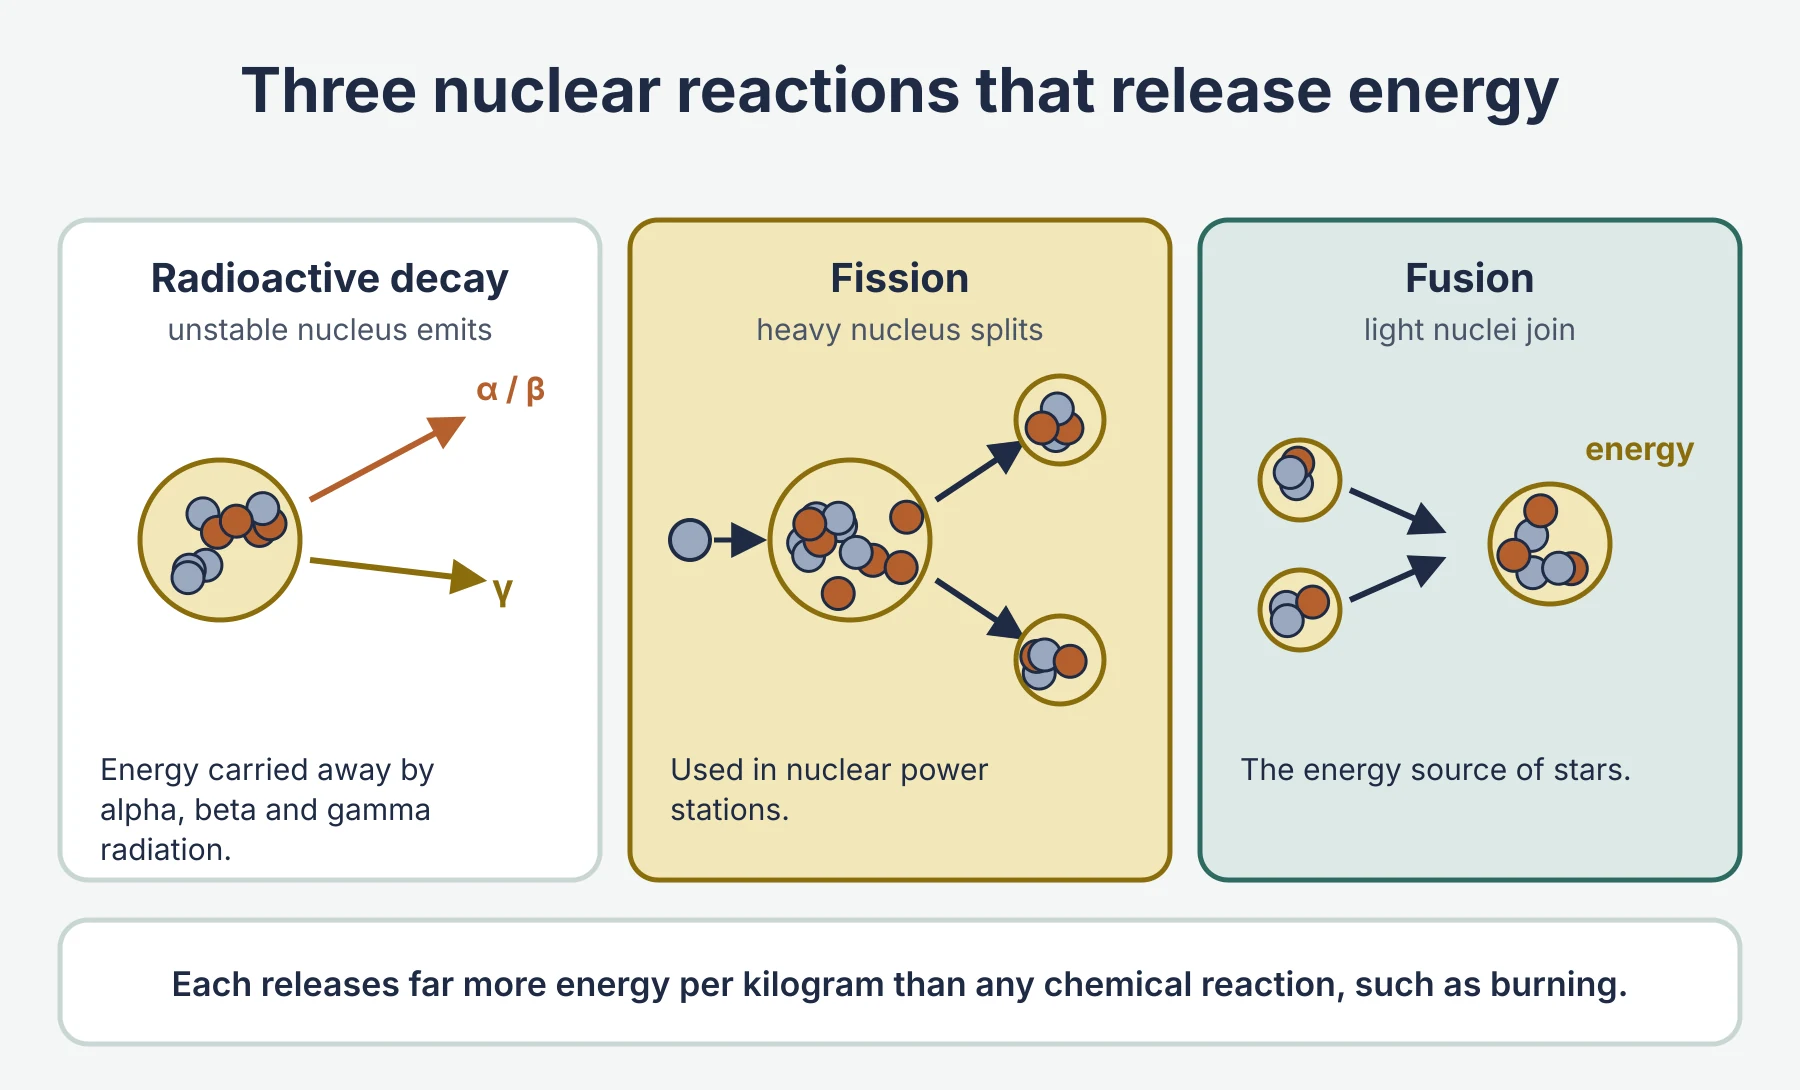 Three nuclear reactions that release energy
Radioactive decay
unstable nucleus emits
α / β
γ
Energy carried away by
alpha, beta and gamma
radiation.
Fission
heavy nucleus splits
Used in nuclear power
stations.
Fusion
light nuclei join
energy
The energy source of stars.
Each releases far more energy per kilogram than any chemical reaction, such as burning.